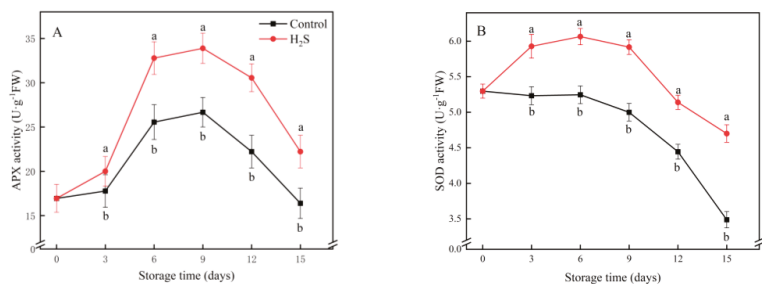 A
Control
H₂S
35
30
25
20
15
0
0 3 6 9 12 15
a a a a a
b b b b b
APX activity (U·g⁻¹FW)
Storage time (days)
B
6.0
5.5
5.0
4.5
4.0
3.5
0.0
0 3 6 9 12 15
a a a a a
b b b b b
SOD activity (U·g⁻¹FW)
Storage time (days)